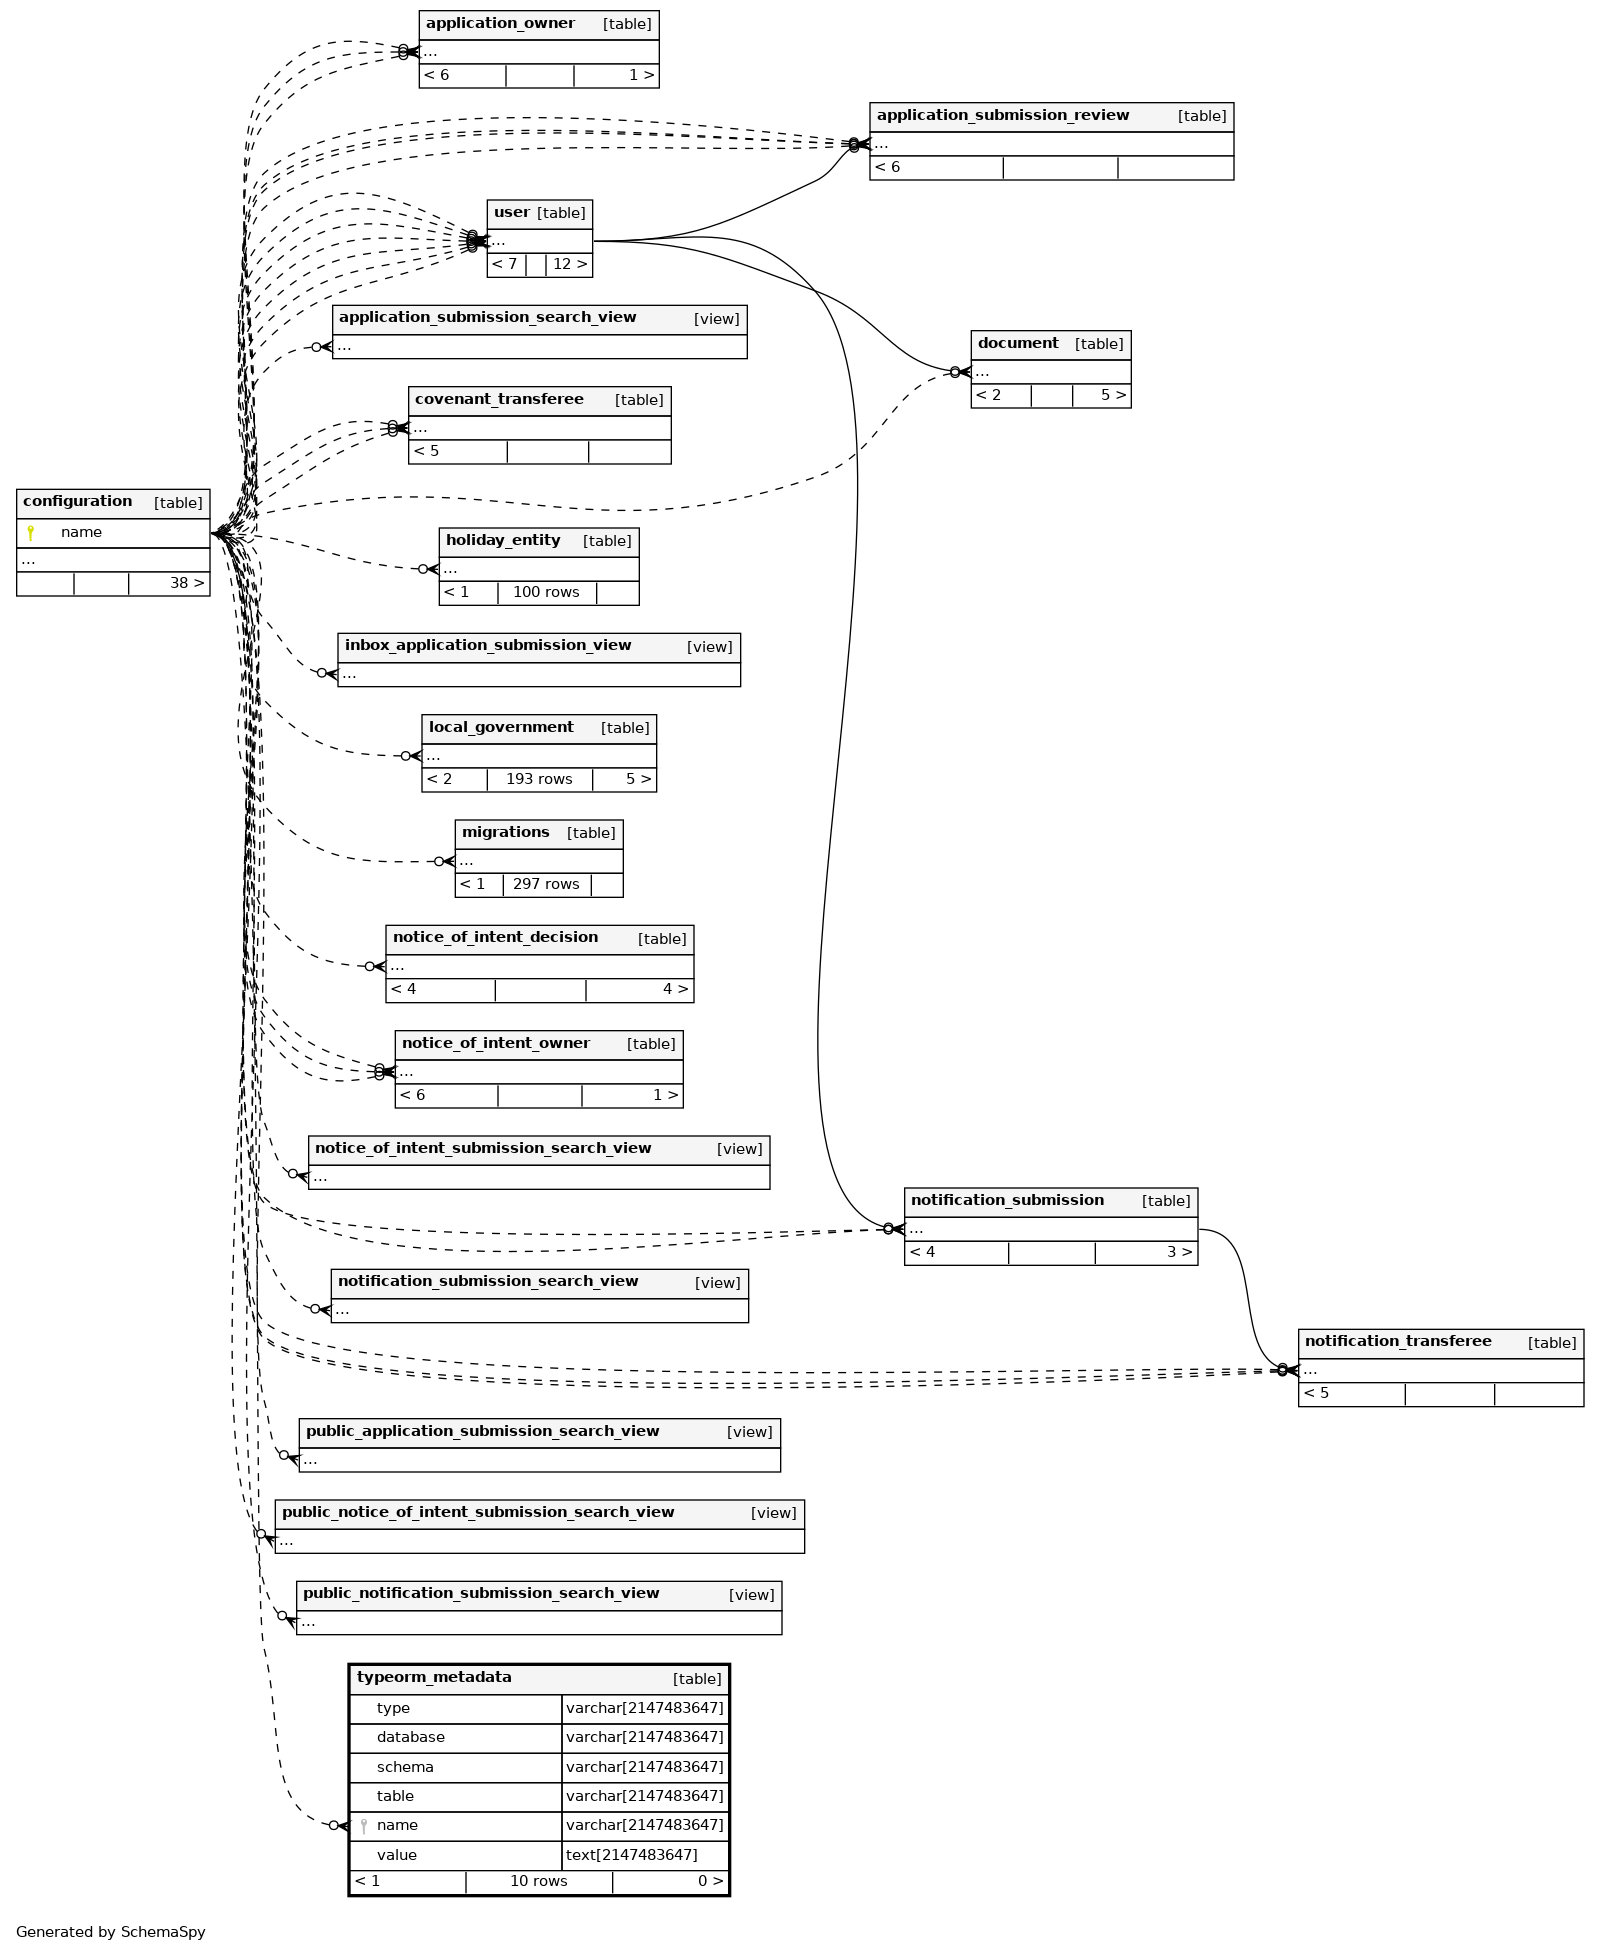 application_owner [table]
...
< 6 1 >
application_submission_review [table]
...
< 6
user [table]
...
< 7 12 >
application_submission_search_view [view]
...
document [table]
...
< 2 5 >
covenant_transferee [table]
...
< 5
configuration [table]
name
...
38 >
holiday_entity [table]
...
< 1 100 rows
inbox_application_submission_view [view]
...
local_government [table]
...
< 2 193 rows 5 >
migrations [table]
...
< 1 297 rows
notice_of_intent_decision [table]
...
< 4 4 >
notice_of_intent_owner [table]
...
< 6 1 >
notice_of_intent_submission_search_view [view]
...
notification_submission [table]
...
< 4 3 >
notification_submission_search_view [view]
...
notification_transferee [table]
...
< 5
public_application_submission_search_view [view]
...
public_notice_of_intent_submission_search_view [view]
...
public_notification_submission_search_view [view]
...
typeorm_metadata [table]
type varchar[2147483647]
database varchar[2147483647]
schema varchar[2147483647]
table varchar[2147483647]
name varchar[2147483647]
value text[2147483647]
< 1 10 rows 0 >
Generated by SchemaSpy